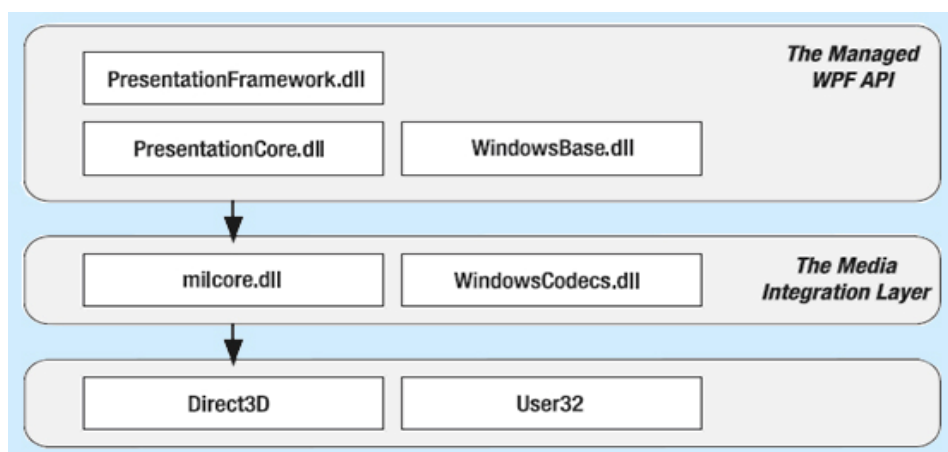 PresentationFramework.dll
The Managed
WPF API
PresentationCore.dll
WindowsBase.dll
milcore.dll
WindowsCodecs.dll
The Media
Integration Layer
Direct3D
User32